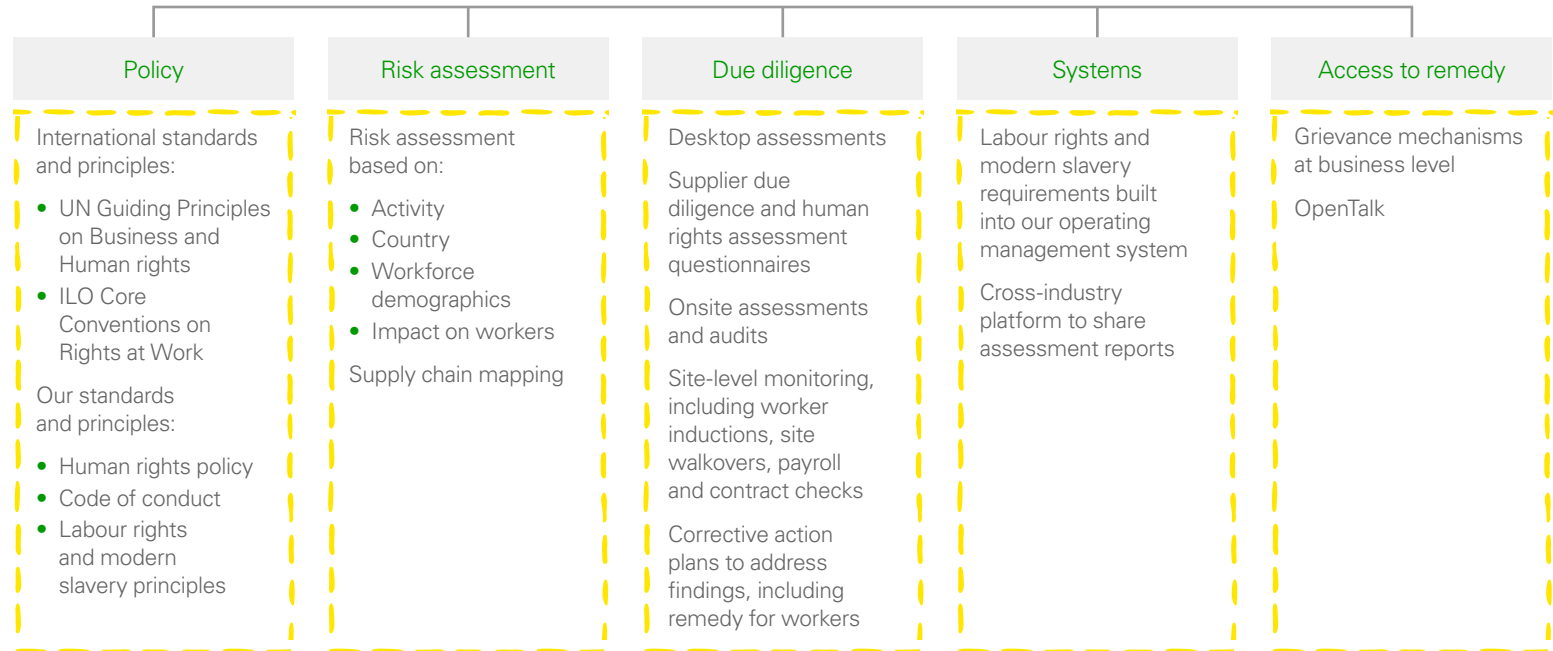 Policy
International standards
and principles:
• UN Guiding Principles
on Business and
Human rights
• ILO Core
Conventions on
Rights at Work
Our standards
and principles:
• Human rights policy
• Code of conduct
• Labour rights
and modern
slavery principles
Risk assessment
Risk assessment
based on:
• Activity
• Country
• Workforce
demographics
• Impact on workers
Supply chain mapping
Due diligence
Desktop assessments
Supplier due
diligence and human
rights assessment
questionnaires
Onsite assessments
and audits
Site-level monitoring,
including worker
inductions, site
walkovers, payroll
and contract checks
Corrective action
plans to address
findings, including
remedy for workers
Systems
Labour rights and
modern slavery
requirements built
into our operating
management system
Cross-industry
platform to share
assessment reports
Access to remedy
Grievance mechanisms
at business level
OpenTalk